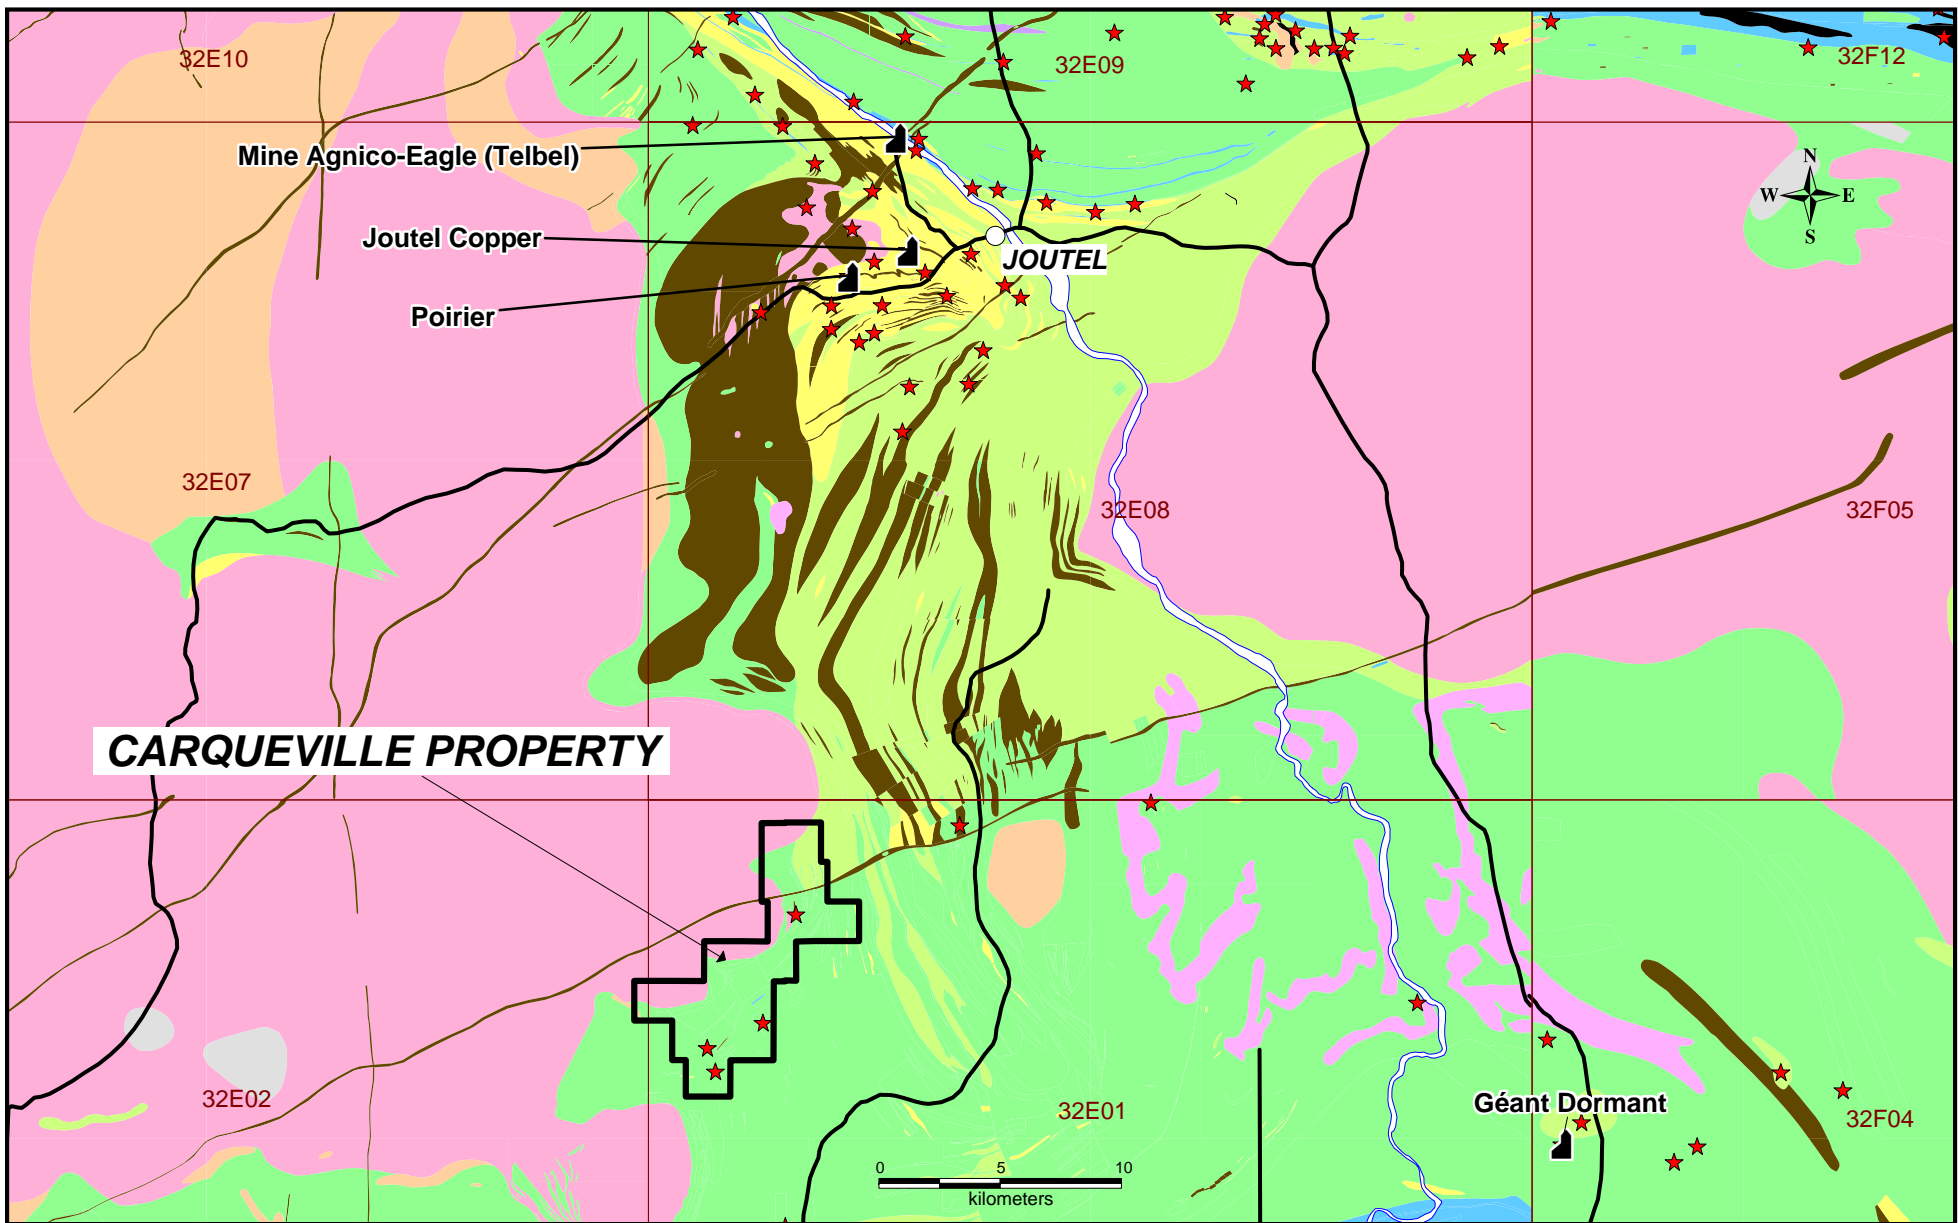 32E10
32E09
32F12
Mine Agnico-Eagle (Telbel)
N
W
E
S
Joutel Copper
JOUTEL
Poirier
32E07
32E08
32F05
CARQUEVILLE PROPERTY
32E02
32E01
Géant Dormant
32F04
0 5 10
kilometers